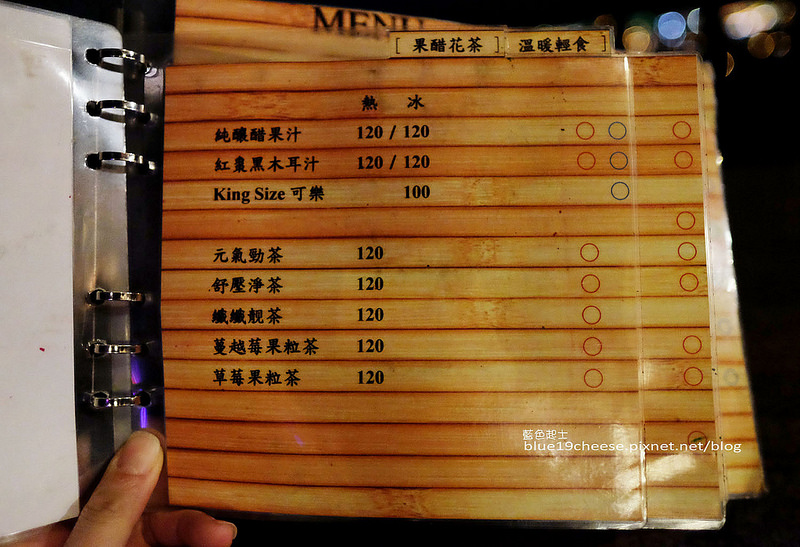 MENU
[ 果醋花茶 ] [ 溫暖輕食 ]
熱 冰
純釀醋果汁 120 / 120
紅棗黑木耳汁 120 / 120
King Size 可樂 100
元氣勁茶 120
舒壓淨茶 120
纖纖靚茶 120
蔓越莓果粒茶 120
草莓果粒茶 120
藍色起士
blue19cheese.pixnet.net/blog